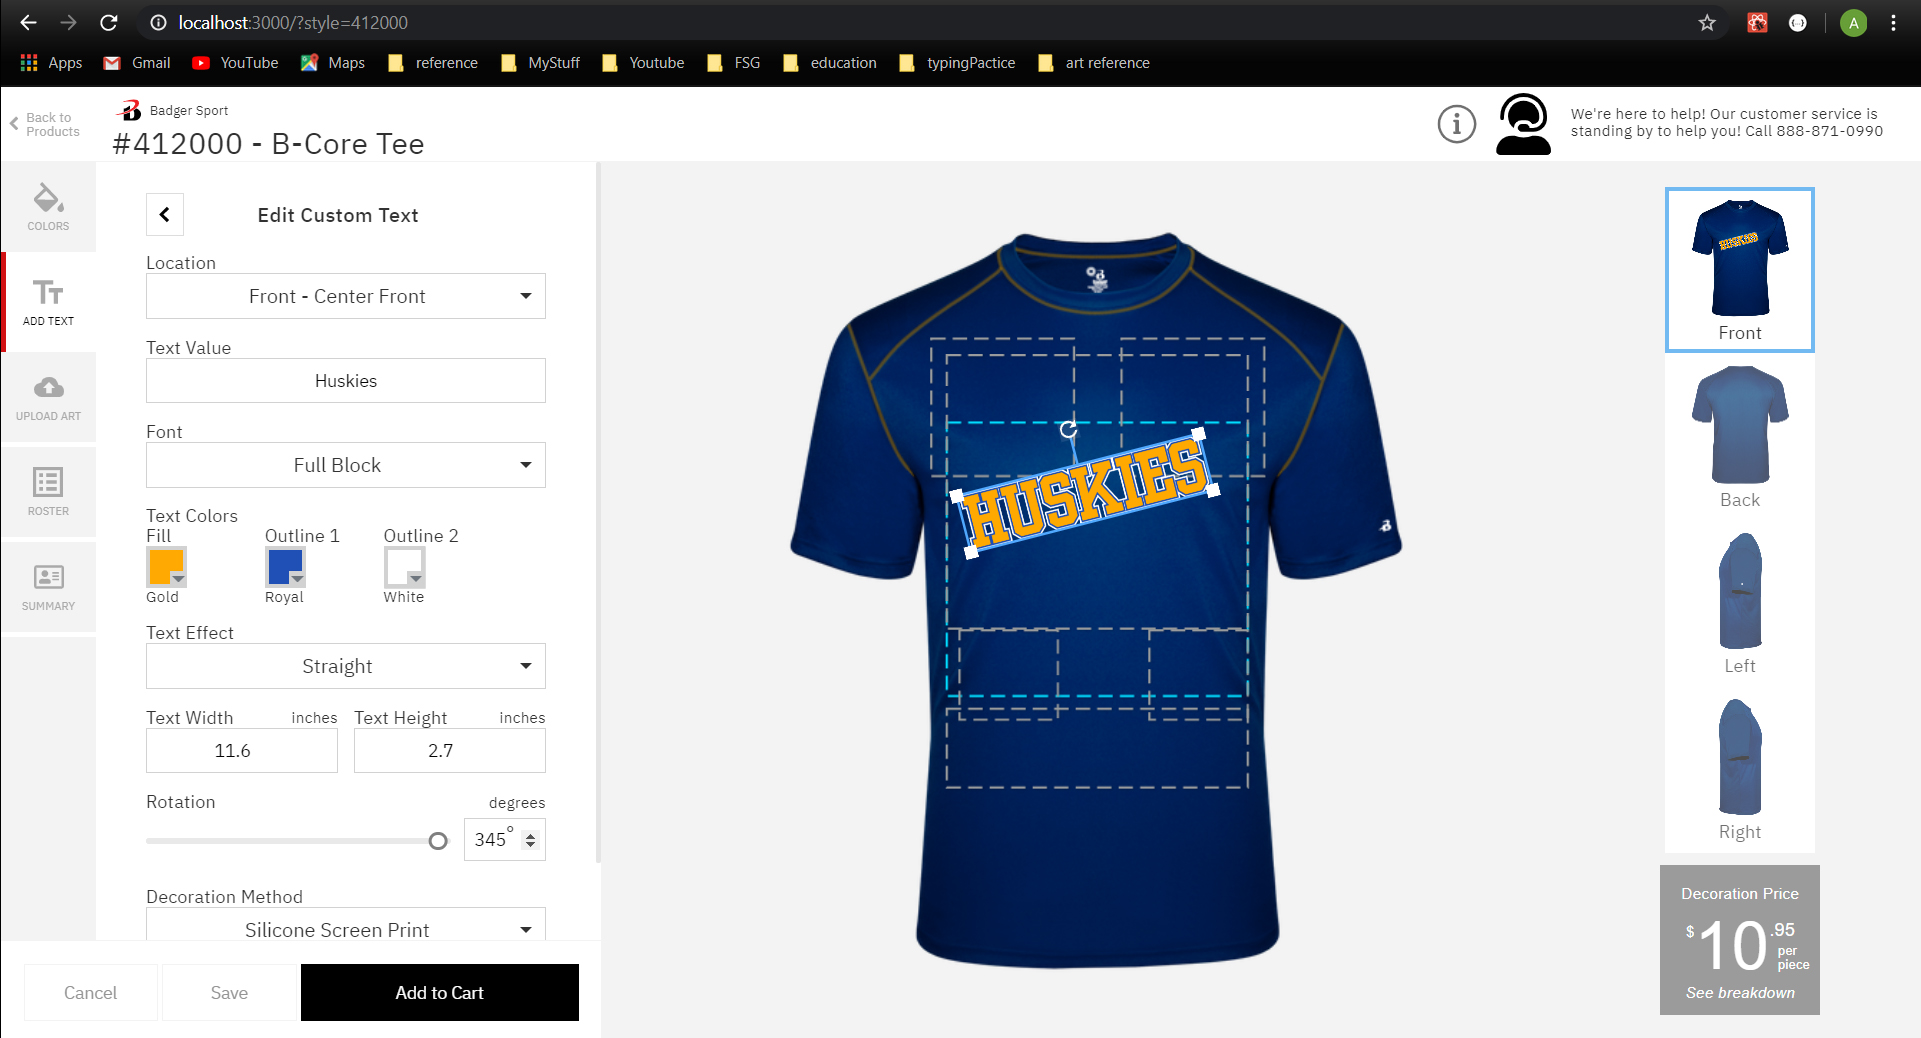 localhost:3000/?style=412000
A
Apps Gmail YouTube Maps reference MyStuff Youtube FSG education typingPactice art reference
Back to
Products
Badger Sport
#412000 - B-Core Tee
We're here to help! Our customer service is
standing by to help you! Call 888-871-0990
COLORS
ADD TEXT
UPLOAD ART
ROSTER
SUMMARY
Edit Custom Text
Location
Front - Center Front
Text Value
Huskies
Font
Full Block
Text Colors
Fill Outline 1 Outline 2
Gold Royal White
Text Effect
Straight
Text Width inches Text Height inches
11.6 2.7
Rotation degrees
345°
Decoration Method
Silicone Screen Print
Cancel Save Add to Cart
HUSKIES
HUSKIES
Front
Back
Left
Right
Decoration Price
$10.95
per
piece
See breakdown